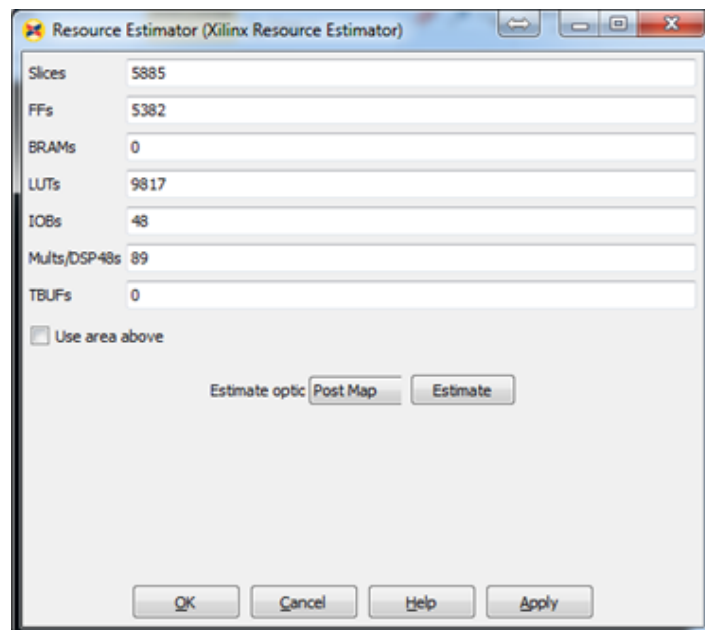 Resource Estimator (Xilinx Resource Estimator)
Slices 5885
FFs 5382
BRAMs 0
LUTs 9817
IOBs 48
Mults/DSP48s 89
TBUFs 0
Use area above
Estimate optic Post Map Estimate
OK Cancel Help Apply